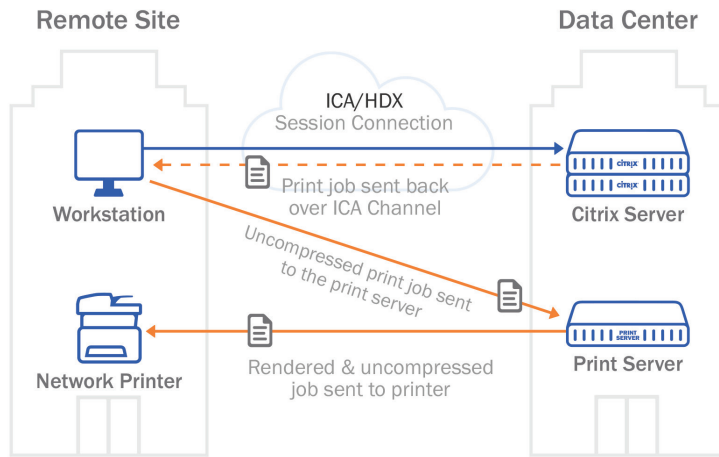 Remote Site
Data Center
ICA/HDX
Session Connection
citrix
citrix
Print job sent back
over ICA Channel
Workstation
Citrix Server
Uncompressed print job sent
to the print server
PRINT
SERVER
Network Printer
Rendered & uncompressed
job sent to printer
Print Server